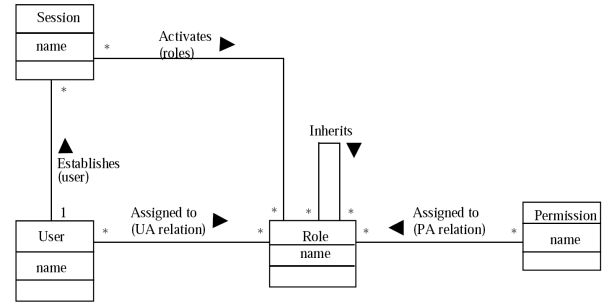 Session
name
*
Activates
(roles)
*
Inherits
Establishes
(user)
1
Assigned to
(UA relation)
*
*
*
*
*
Assigned to
(PA relation)
*
*
User
name
Role
name
Permission
name